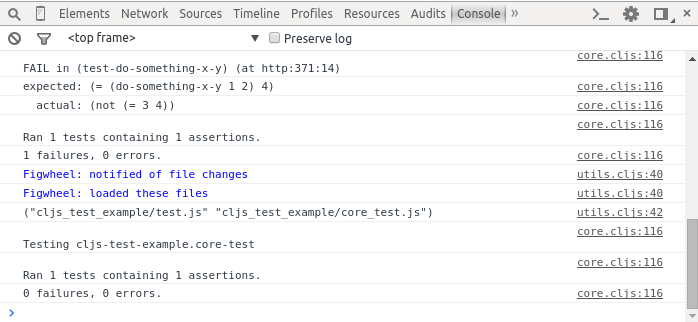 Elements Network Sources Timeline Profiles Resources Audits Console »
<top frame> Preserve log
core.cljs:116
FAIL in (test-do-something-x-y) (at http:371:14)
expected: (= (do-something-x-y 1 2) 4) core.cljs:116
actual: (not (= 3 4)) core.cljs:116
core.cljs:116
Ran 1 tests containing 1 assertions.
1 failures, 0 errors. core.cljs:116
Figwheel: notified of file changes utils.cljs:40
Figwheel: loaded these files utils.cljs:40
("cljs_test_example/test.js" "cljs_test_example/core_test.js") utils.cljs:42
core.cljs:116
Testing cljs-test-example.core-test
core.cljs:116
Ran 1 tests containing 1 assertions.
0 failures, 0 errors. core.cljs:116